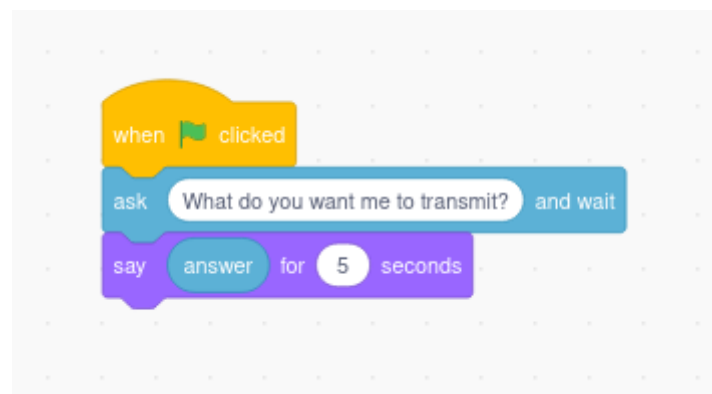 when clicked
ask What do you want me to transmit? and wait
say answer for 5 seconds